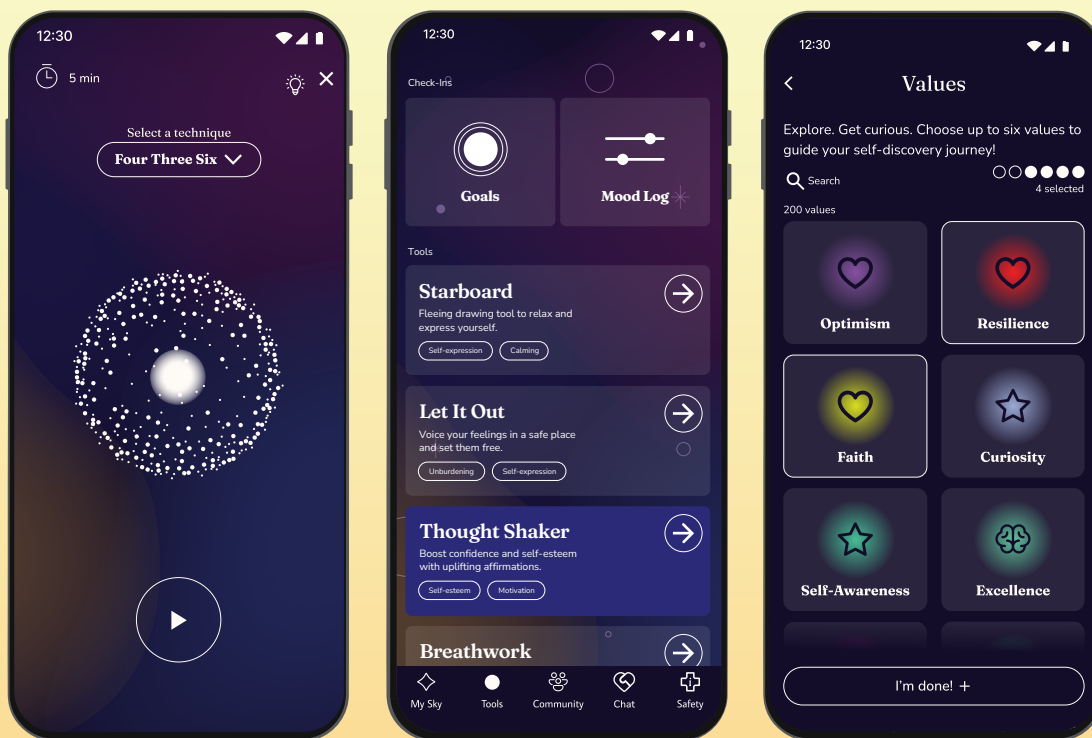 12:30
5 min
Select a technique
Four Three Six
12:30
Check-Ins
Goals
Mood Log
Tools
Starboard
Fleeing drawing tool to relax and
express yourself.
Self-expression
Calming
Let It Out
Voice your feelings in a safe place
and set them free.
Unburdening
Self-expression
Thought Shaker
Boost confidence and self-esteem
with uplifting affirmations.
Self-esteem
Motivation
Breathwork
My Sky
Tools
Community
Chat
Safety
12:30
Values
Explore. Get curious. Choose up to six values to
guide your self-discovery journey!
Search
4 selected
200 values
Optimism
Resilience
Faith
Curiosity
Self-Awareness
Excellence
I'm done! +